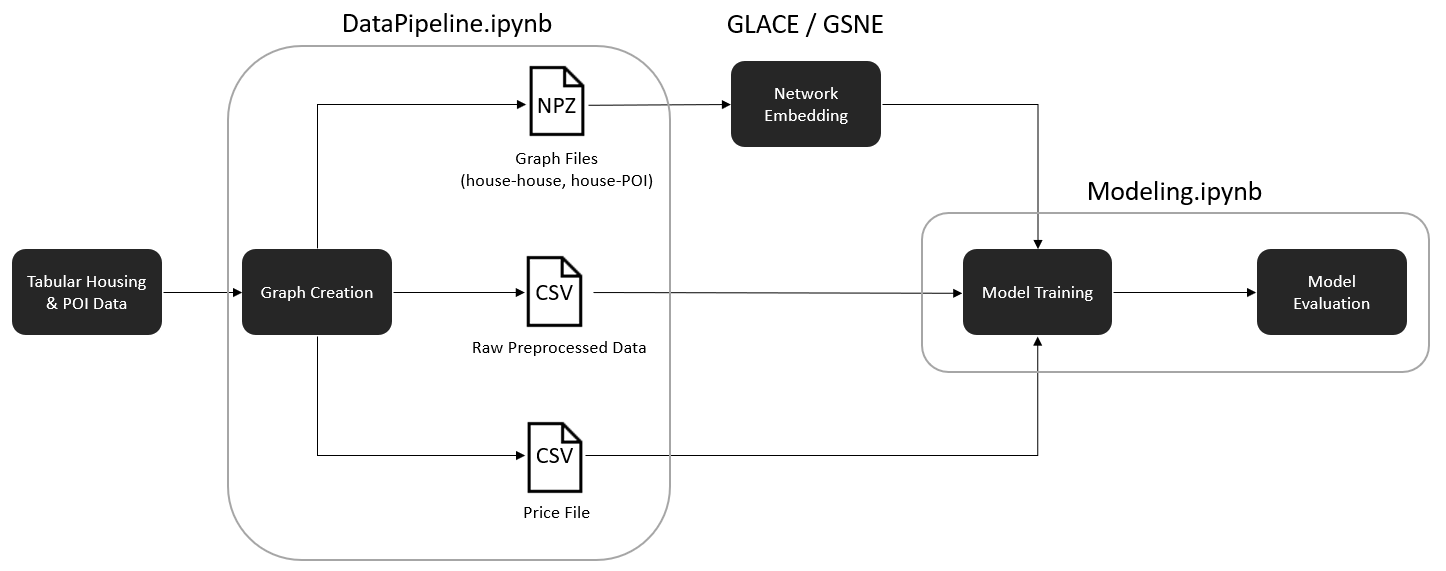 DataPipeline.ipynb
GLACE / GSNE
NPZ
Graph Files
(house-house, house-POI)
Network
Embedding
Modeling.ipynb
Tabular Housing
& POI Data
Graph Creation
CSV
Raw Preprocessed Data
Model Training
Model
Evaluation
CSV
Price File